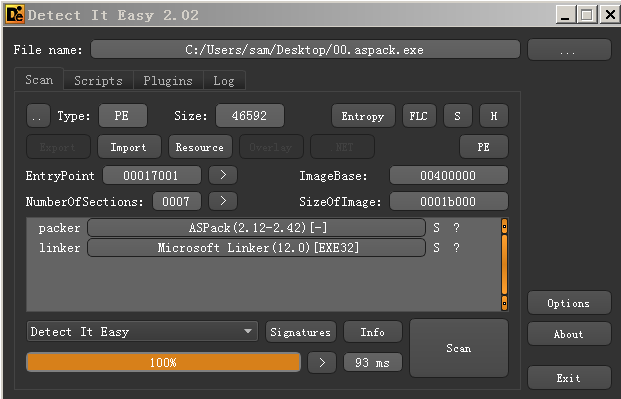 Detect It Easy 2.02
File name: C:/Users/sam/Desktop/00.aspack.exe ...
Scan Scripts Plugins Log
.. Type: PE Size: 46592 Entropy FLC S H
Export Import Resource Overlay .NET PE
EntryPoint 00017001 > ImageBase: 00400000
NumberOfSections: 0007 > SizeOfImage: 0001b000
packer ASPack(2.12-2.42)[-] S ?
linker Microsoft Linker(12.0)[EXE32] S ?
Options
Detect It Easy Signatures Info Scan About
100% > 93 ms
Exit